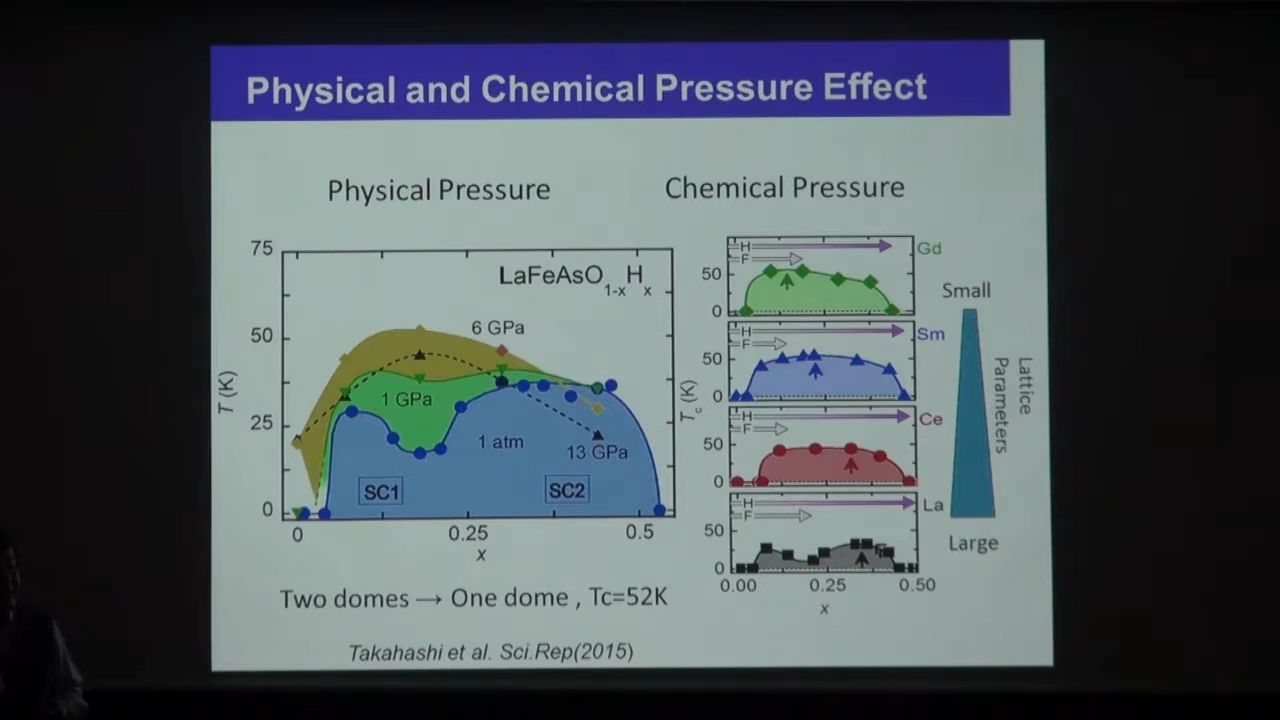 Physical and Chemical Pressure Effect
Physical Pressure
Chemical Pressure
75
50
25
0
T (K)
LaFeAsO1-xHx
6 GPa
1 GPa
1 atm
13 GPa
SC1
SC2
0
0.25
0.5
x
Two domes → One dome , Tc=52K
Takahashi et al. Sci.Rep(2015)
H
F
Gd
50
0
H
F
Sm
50
0
Tc (K)
H
F
Ce
50
0
H
F
La
50
0
0.00
0.25
0.50
x
Small
Lattice
Parameters
Large